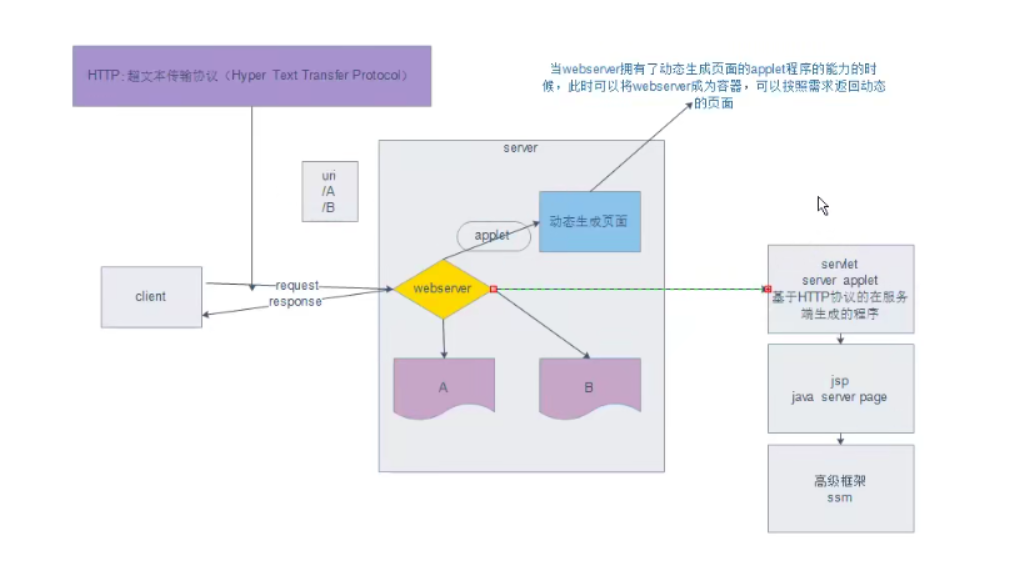 HTTP: 超文本传输协议（Hyper Text Transfer Protocol）
当webserver拥有了动态生成页面的applet程序的能力的时
候，此时可以将webserver成为容器，可以按照需求返回动态
的页面
server
uri
/A
/B
动态生成页面
applet
client
request
response
webserver
A
B
servlet
server applet
基于HTTP协议的在服务
端生成的程序
jsp
java server page
高级框架
ssm